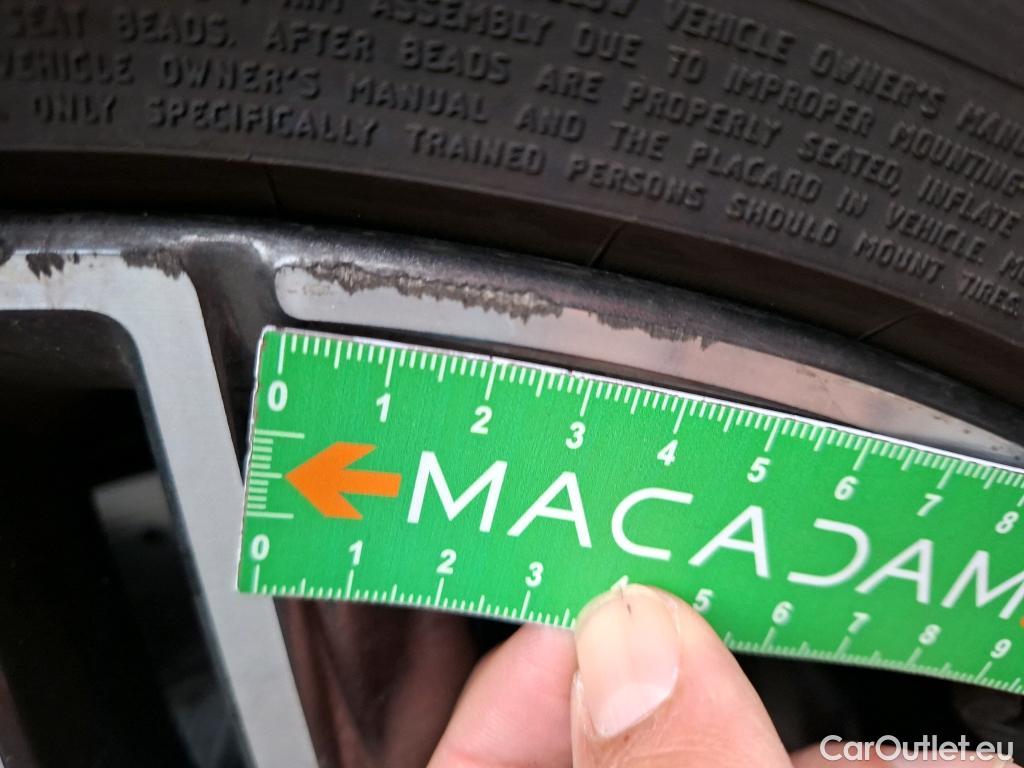 VEHICLE OWNER'S MANU
RIM ASSEMBLY DUE TO IMPROPER MOUNTING
SEAT BEADS. AFTER BEADS ARE PROPERLY SEATED, INFLATE
VEHICLE OWNER'S MANUAL AND THE PLACARD IN VEHICLE
ONLY SPECIFICALLY TRAINED PERSONS SHOULD MOUNT TIRES.
0 1 2 3 4 5 6 7 8
MACADAM
0 1 2 3 4 5 6 7 8 9
CarOutlet.eu